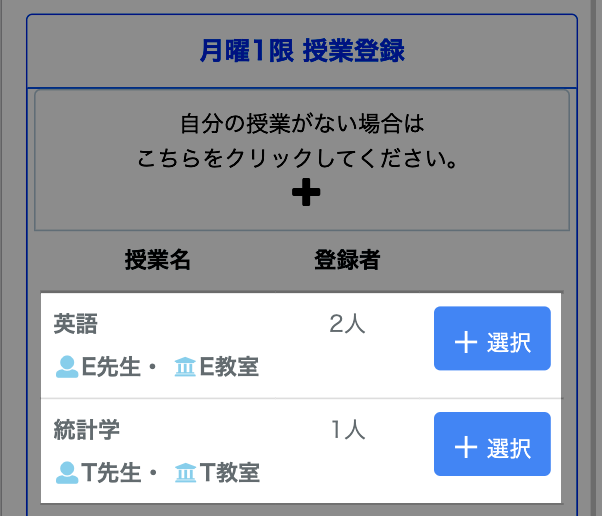 月曜1限 授業登録
自分の授業がない場合は
こちらをクリックしてください。
授業名 登録者
英語 2人
E先生・ E教室
+ 選択
統計学 1人
T先生・ T教室
+ 選択